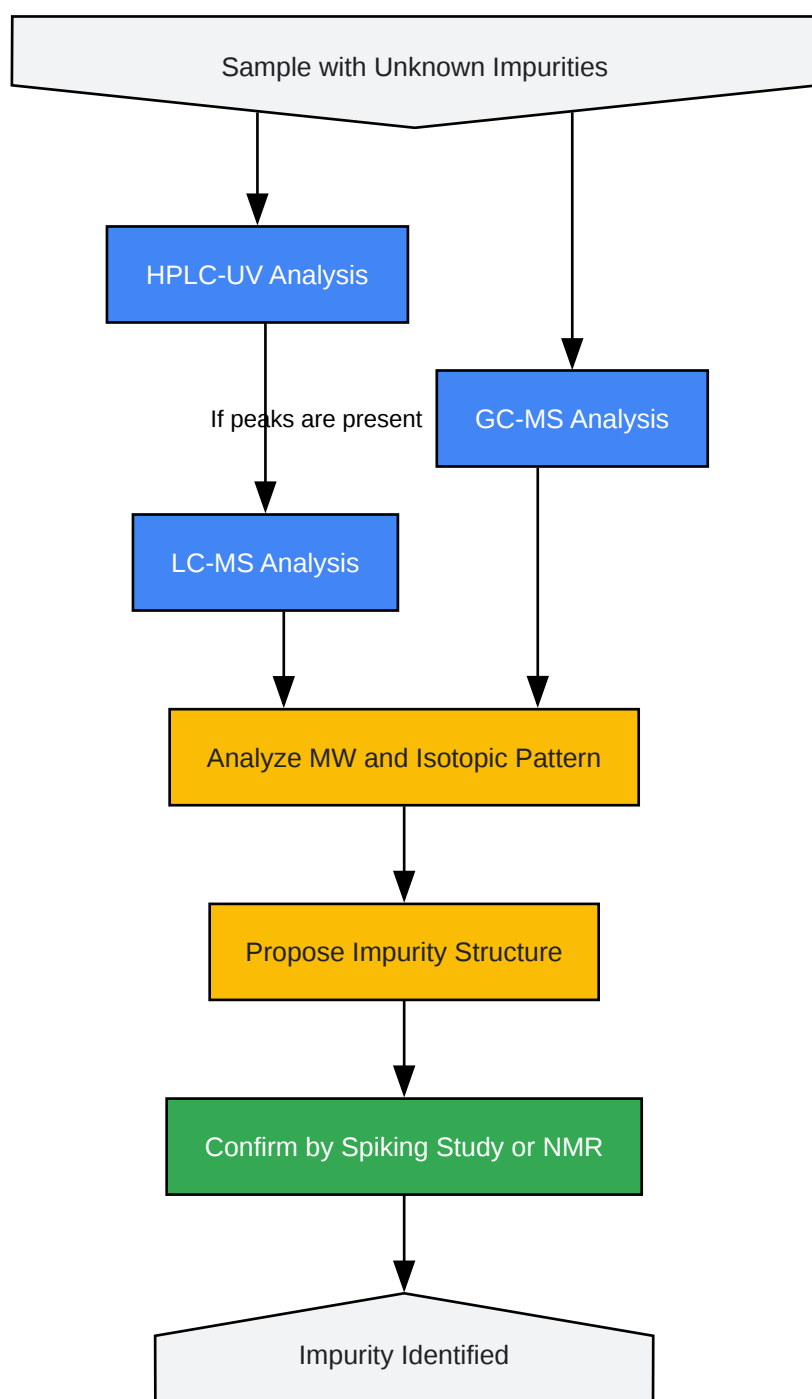 Sample with Unknown Impurities
HPLC-UV Analysis
If peaks are present
GC-MS Analysis
LC-MS Analysis
Analyze MW and Isotopic Pattern
Propose Impurity Structure
Confirm by Spiking Study or NMR
Impurity Identified